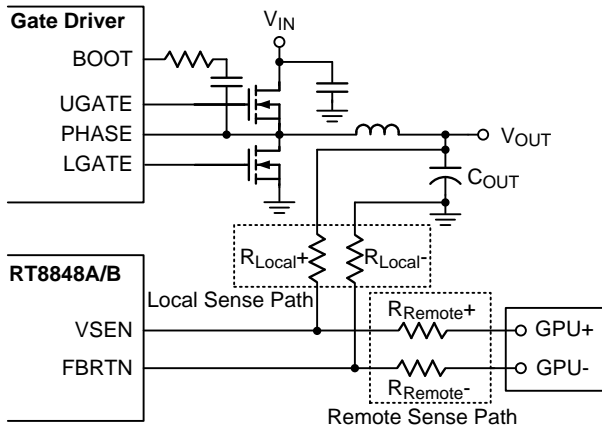 Gate Driver
VIN
BOOT
UGATE
PHASE
VOUT
LGATE
COUT
RLocal+
RLocal-
RT8848A/B
Local Sense Path
RRemote+
VSEN
GPU+
FBRTN
GPU-
RRemote-
Remote Sense Path